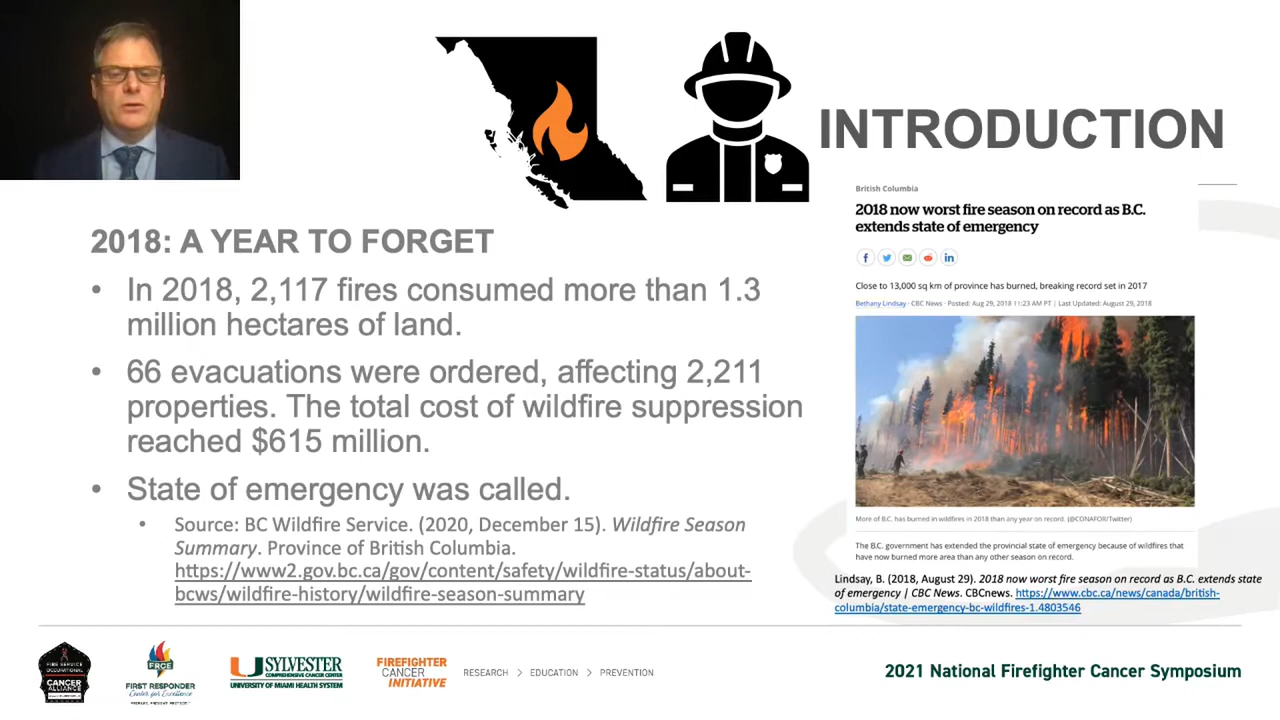 INTRODUCTION
2018: A YEAR TO FORGET
• In 2018, 2,117 fires consumed more than 1.3
million hectares of land.
• 66 evacuations were ordered, affecting 2,211
properties. The total cost of wildfire suppression
reached $615 million.
• State of emergency was called.
• Source: BC Wildfire Service. (2020, December 15). Wildfire Season
Summary. Province of British Columbia.
https://www2.gov.bc.ca/gov/content/safety/wildfire-status/about-
bcws/wildfire-history/wildfire-season-summary
British Columbia
2018 now worst fire season on record as B.C.
extends state of emergency
Close to 13,000 sq km of province has burned, breaking record set in 2017
Bethany Lindsay · CBC News · Posted: Aug 29, 2018 11:23 AM PT | Last Updated: August 29, 2018
More of B.C. has burned in wildfires in 2018 than any year on record. (@CONAFOR/Twitter)
The B.C. government has extended the provincial state of emergency because of wildfires that
have now burned more area than any other season on record.
Lindsay, B. (2018, August 29). 2018 now worst fire season on record as B.C. extends state
of emergency | CBC News. CBCnews. https://www.cbc.ca/news/canada/british-
columbia/state-emergency-bc-wildfires-1.4803546
FIRE SERVICE
OCCUPATIONAL
CANCER
ALLIANCE
FRCE
FIRST RESPONDER
Center for Excellence
U SYLVESTER
COMPREHENSIVE CANCER CENTER
UNIVERSITY OF MIAMI HEALTH SYSTEM
FIREFIGHTER
CANCER
INITIATIVE
RESEARCH > EDUCATION > PREVENTION
2021 National Firefighter Cancer Symposium